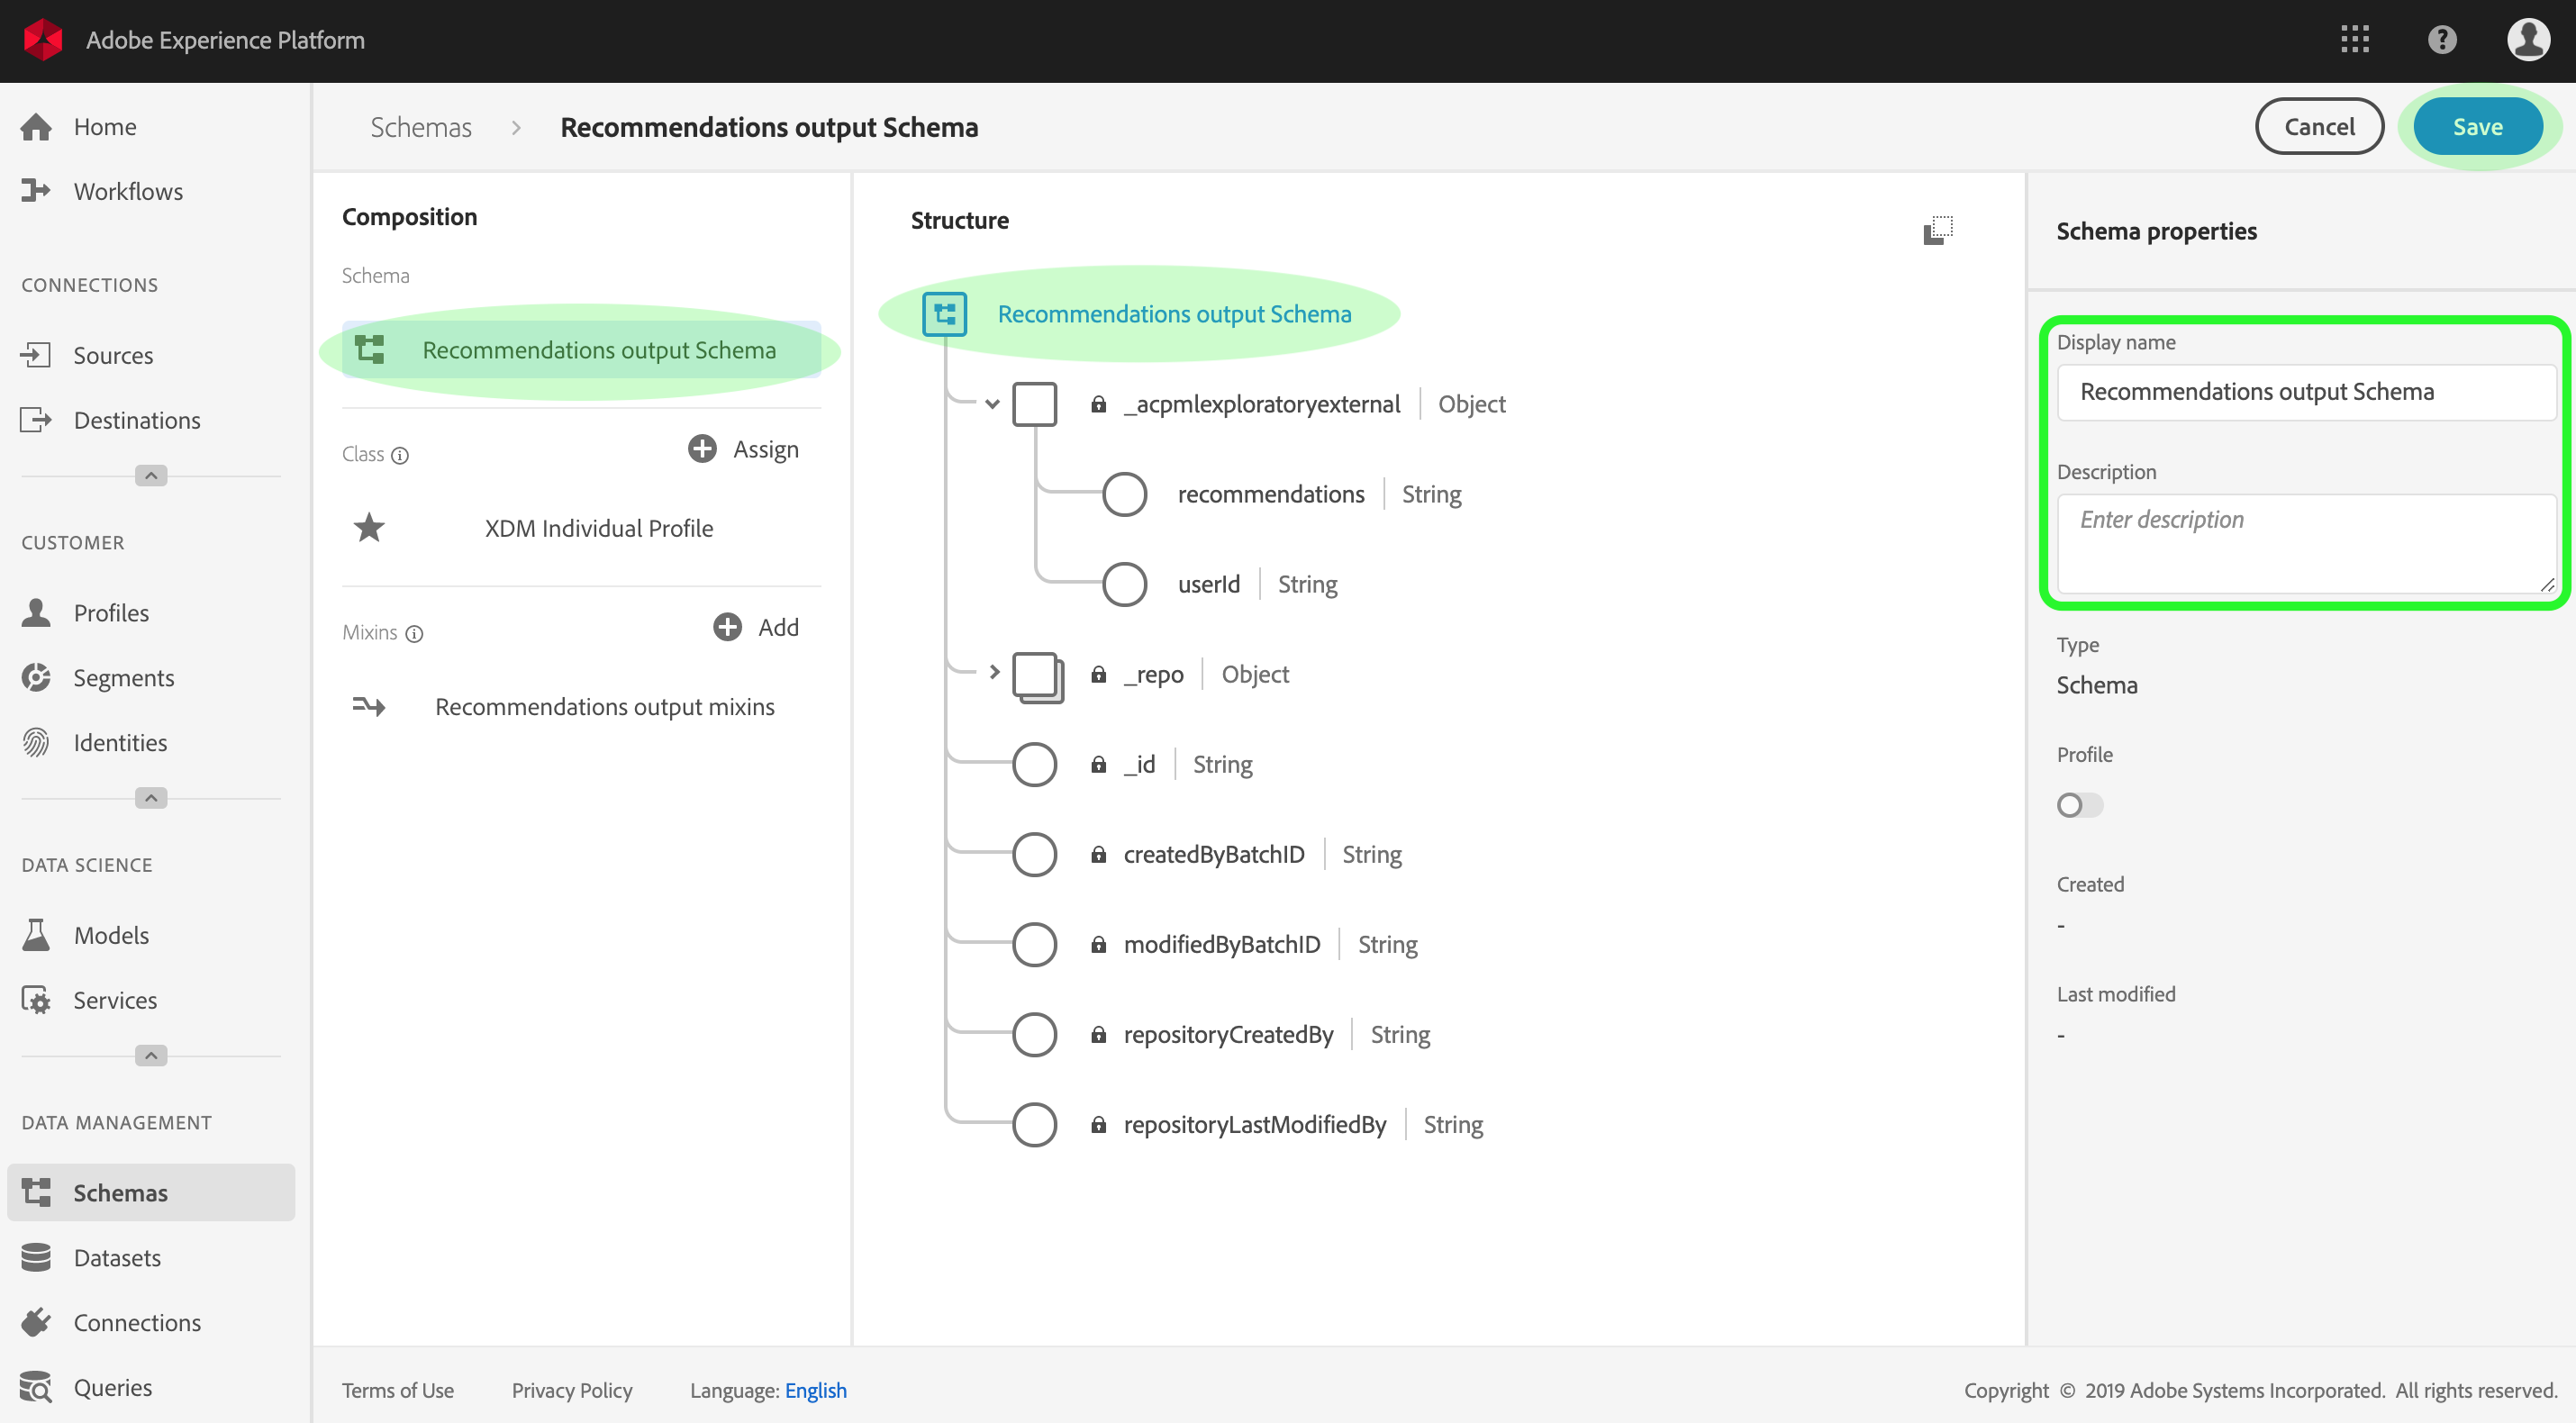 Adobe Experience Platform
Home
Workflows
CONNECTIONS
Sources
Destinations
CUSTOMER
Profiles
Segments
Identities
DATA SCIENCE
Models
Services
DATA MANAGEMENT
Schemas
Datasets
Connections
Queries
Schemas > Recommendations output Schema
Cancel
Save
Composition
Schema
Recommendations output Schema
Class
Assign
XDM Individual Profile
Mixins
Add
Recommendations output mixins
Structure
Recommendations output Schema
_acpmlexploratoryexternal | Object
recommendations | String
userId | String
_repo | Object
_id | String
createdByBatchID | String
modifiedByBatchID | String
repositoryCreatedBy | String
repositoryLastModifiedBy | String
Schema properties
Display name
Recommendations output Schema
Description
Enter description
Type
Schema
Profile
Created
-
Last modified
-
Terms of Use
Privacy Policy
Language: English
Copyright © 2019 Adobe Systems Incorporated. All rights reserved.